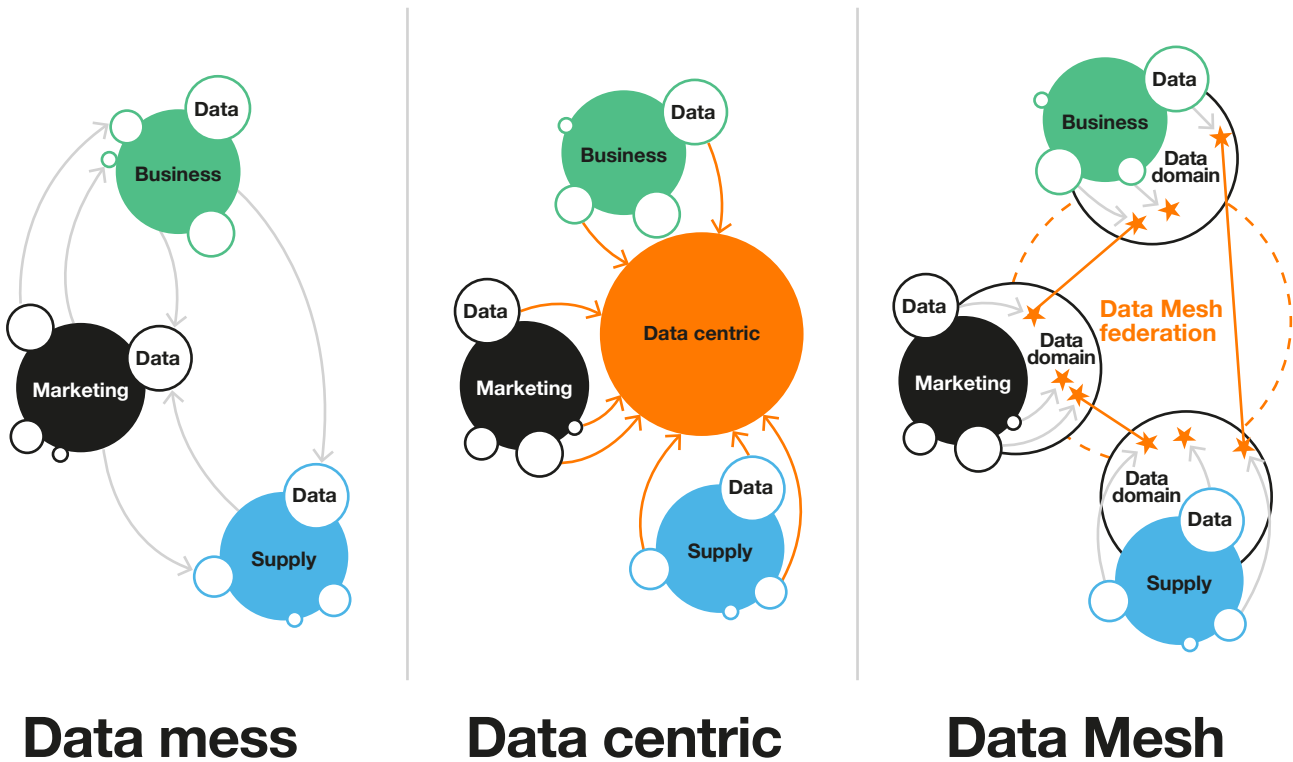 Data
Business
Data
Marketing
Data
Supply
Data mess
Data
Business
Data
Data centric
Marketing
Data
Supply
Data centric
Data
Business
Data
domain
Data
Data Mesh
federation
Data
domain
Marketing
Data
domain
Data
Supply
Data Mesh